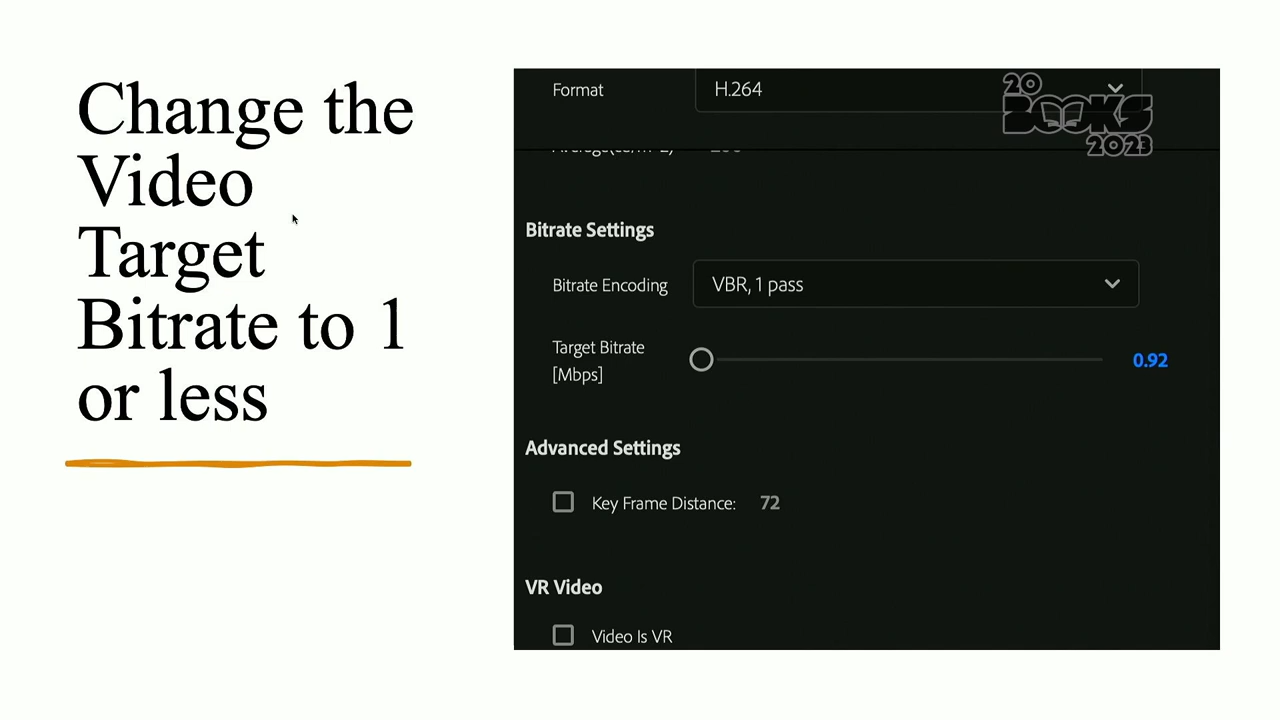 Change the
Video
Target
Bitrate to 1
or less
Format
H.264
20
BOOKS
2023
Bitrate Settings
Bitrate Encoding
VBR, 1 pass
Target Bitrate
[Mbps]
0.92
Advanced Settings
Key Frame Distance: 72
VR Video
Video Is VR